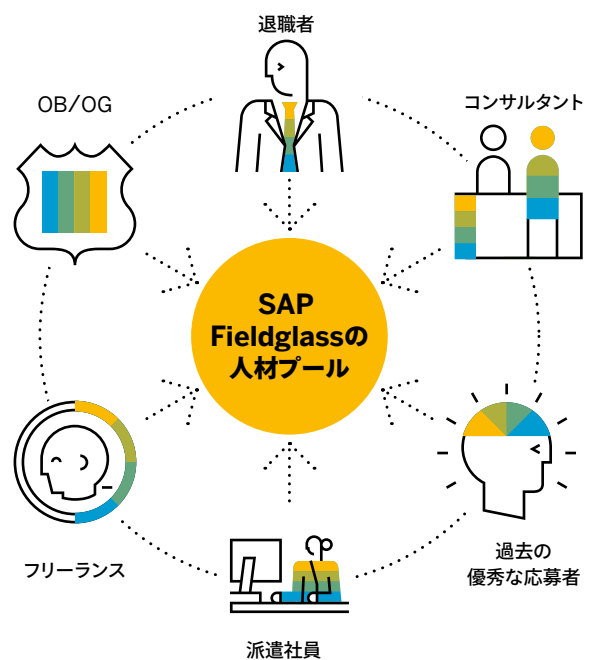 退職者
OB/OG
コンサルタント
SAP
Fieldglassの
人材プール
フリーランス
過去の
優秀な応募者
派遣社員